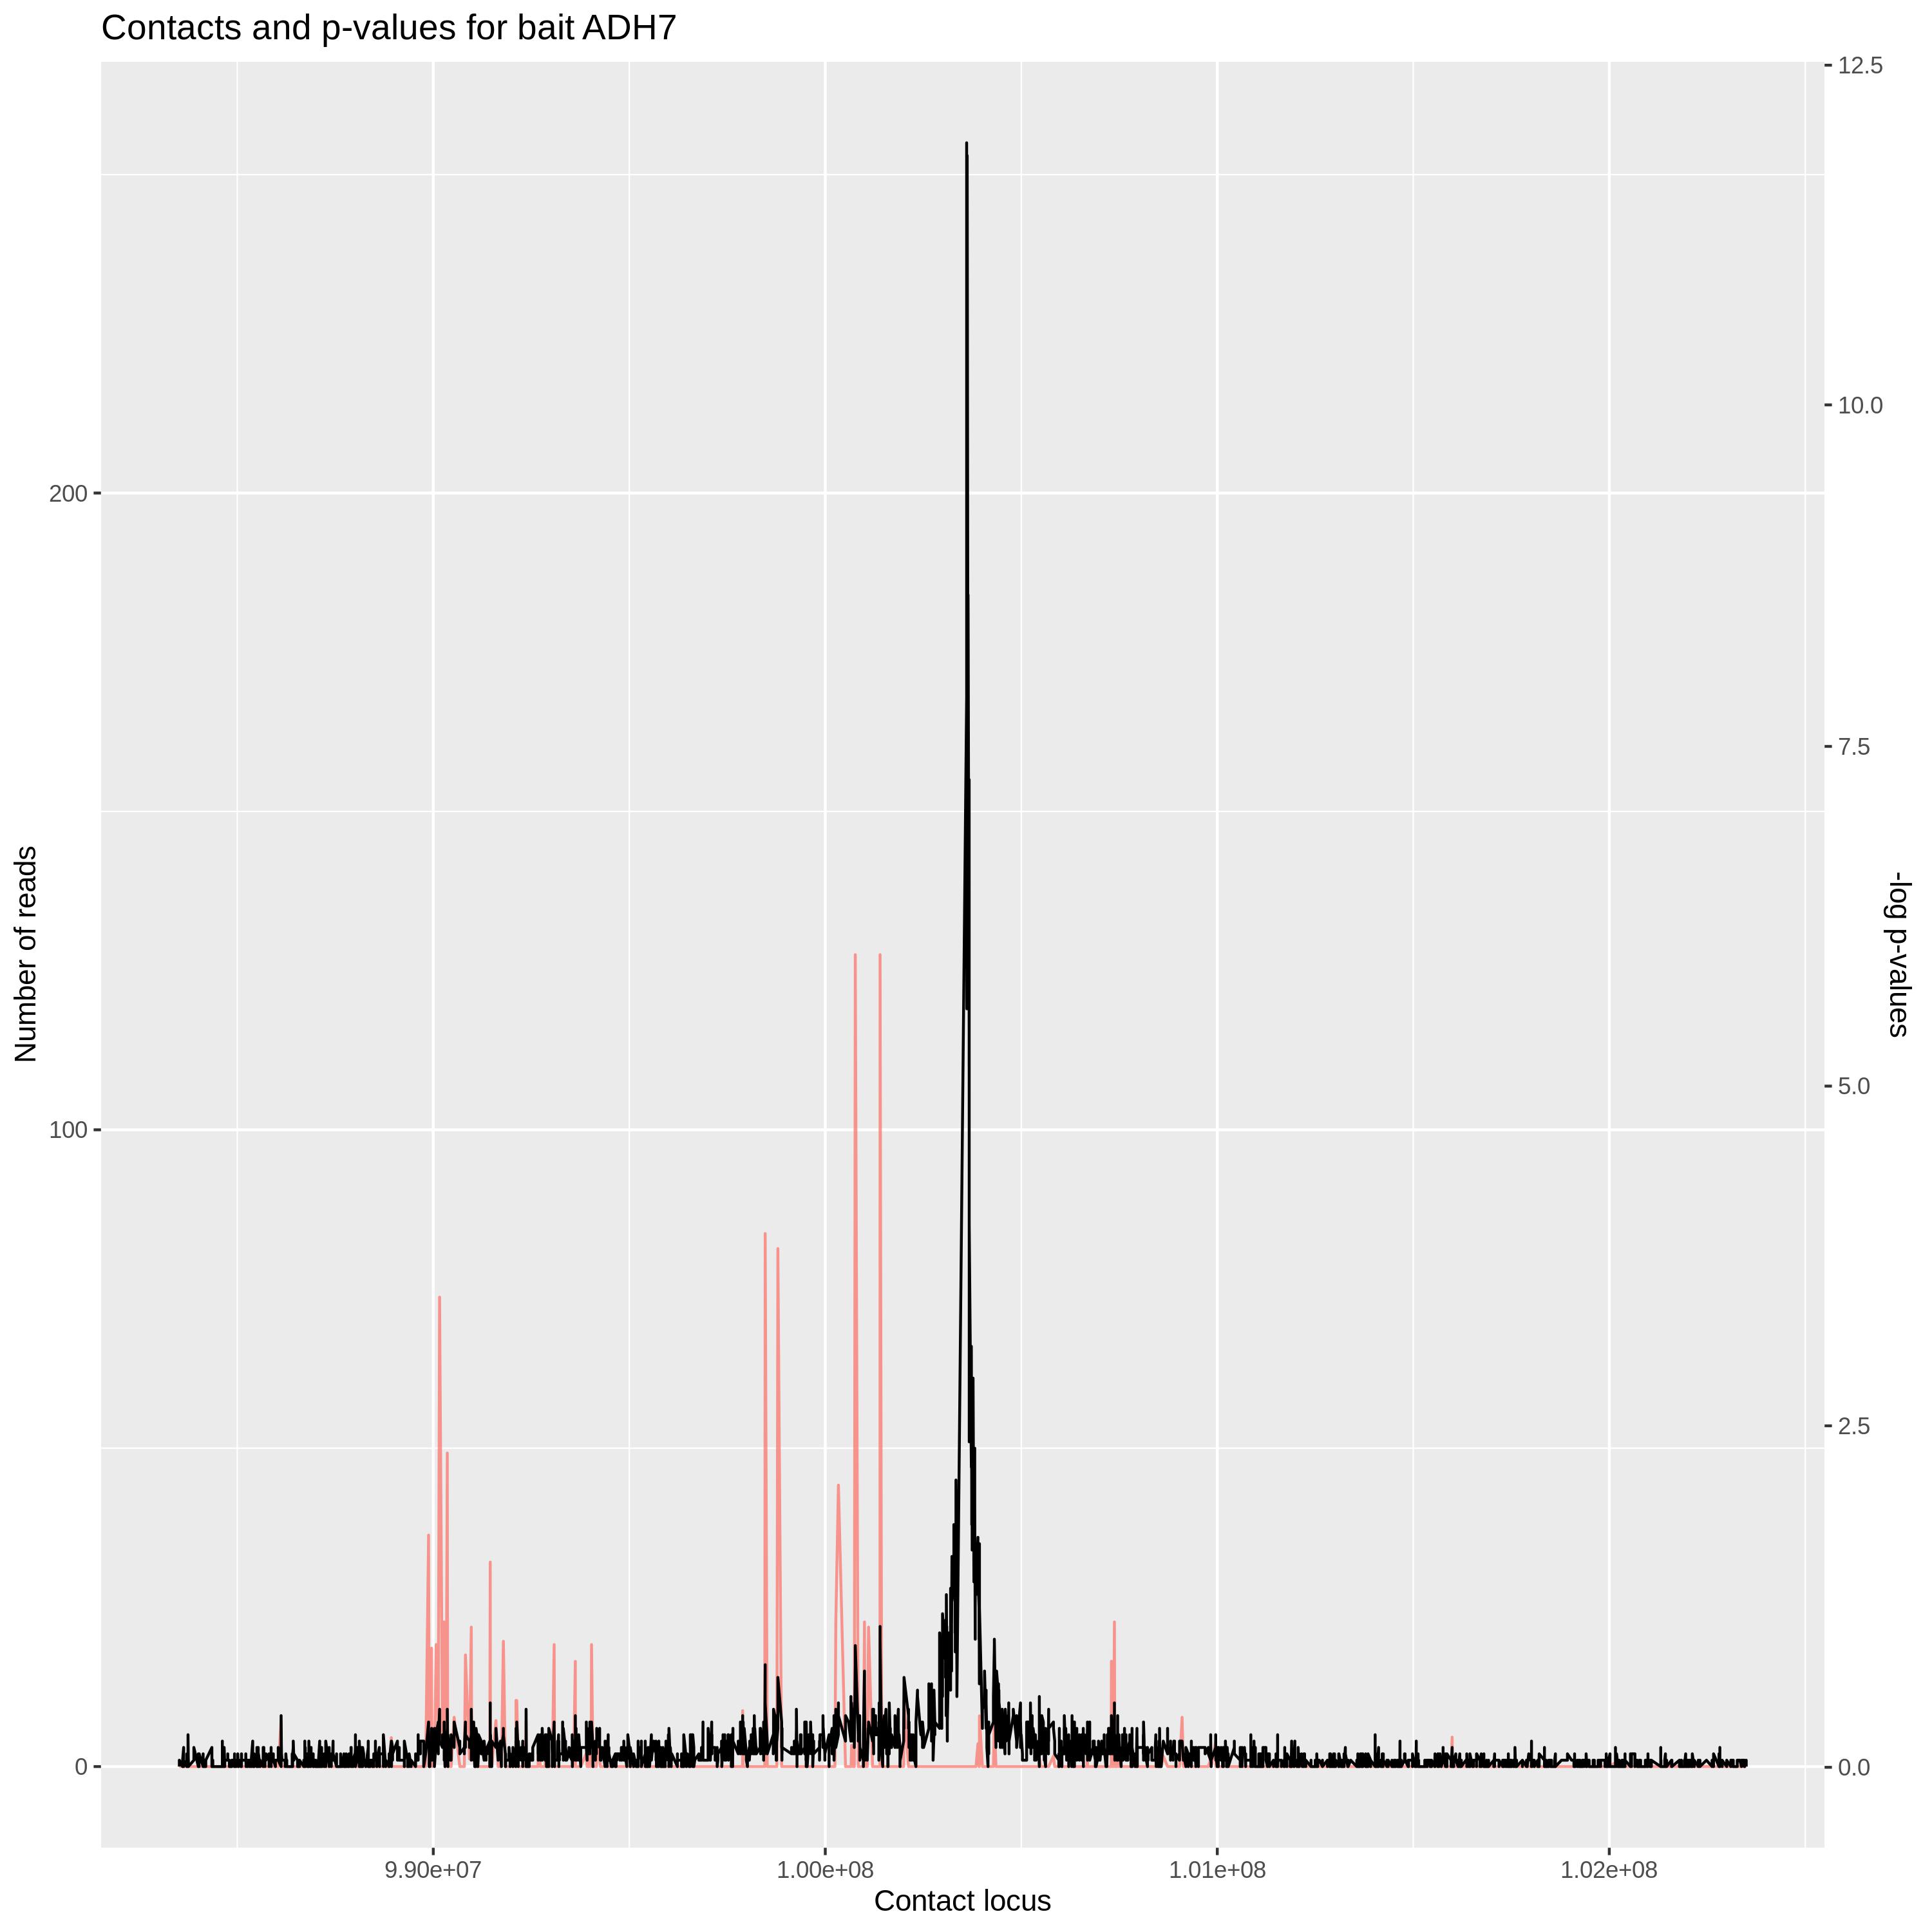 Contacts and p-values for bait ADH7
12.5
10.0
200
7.5
Number of reads
-log p-values
5.0
100
2.5
0
0.0
9.90e+07
1.00e+08
1.01e+08
1.02e+08
Contact locus